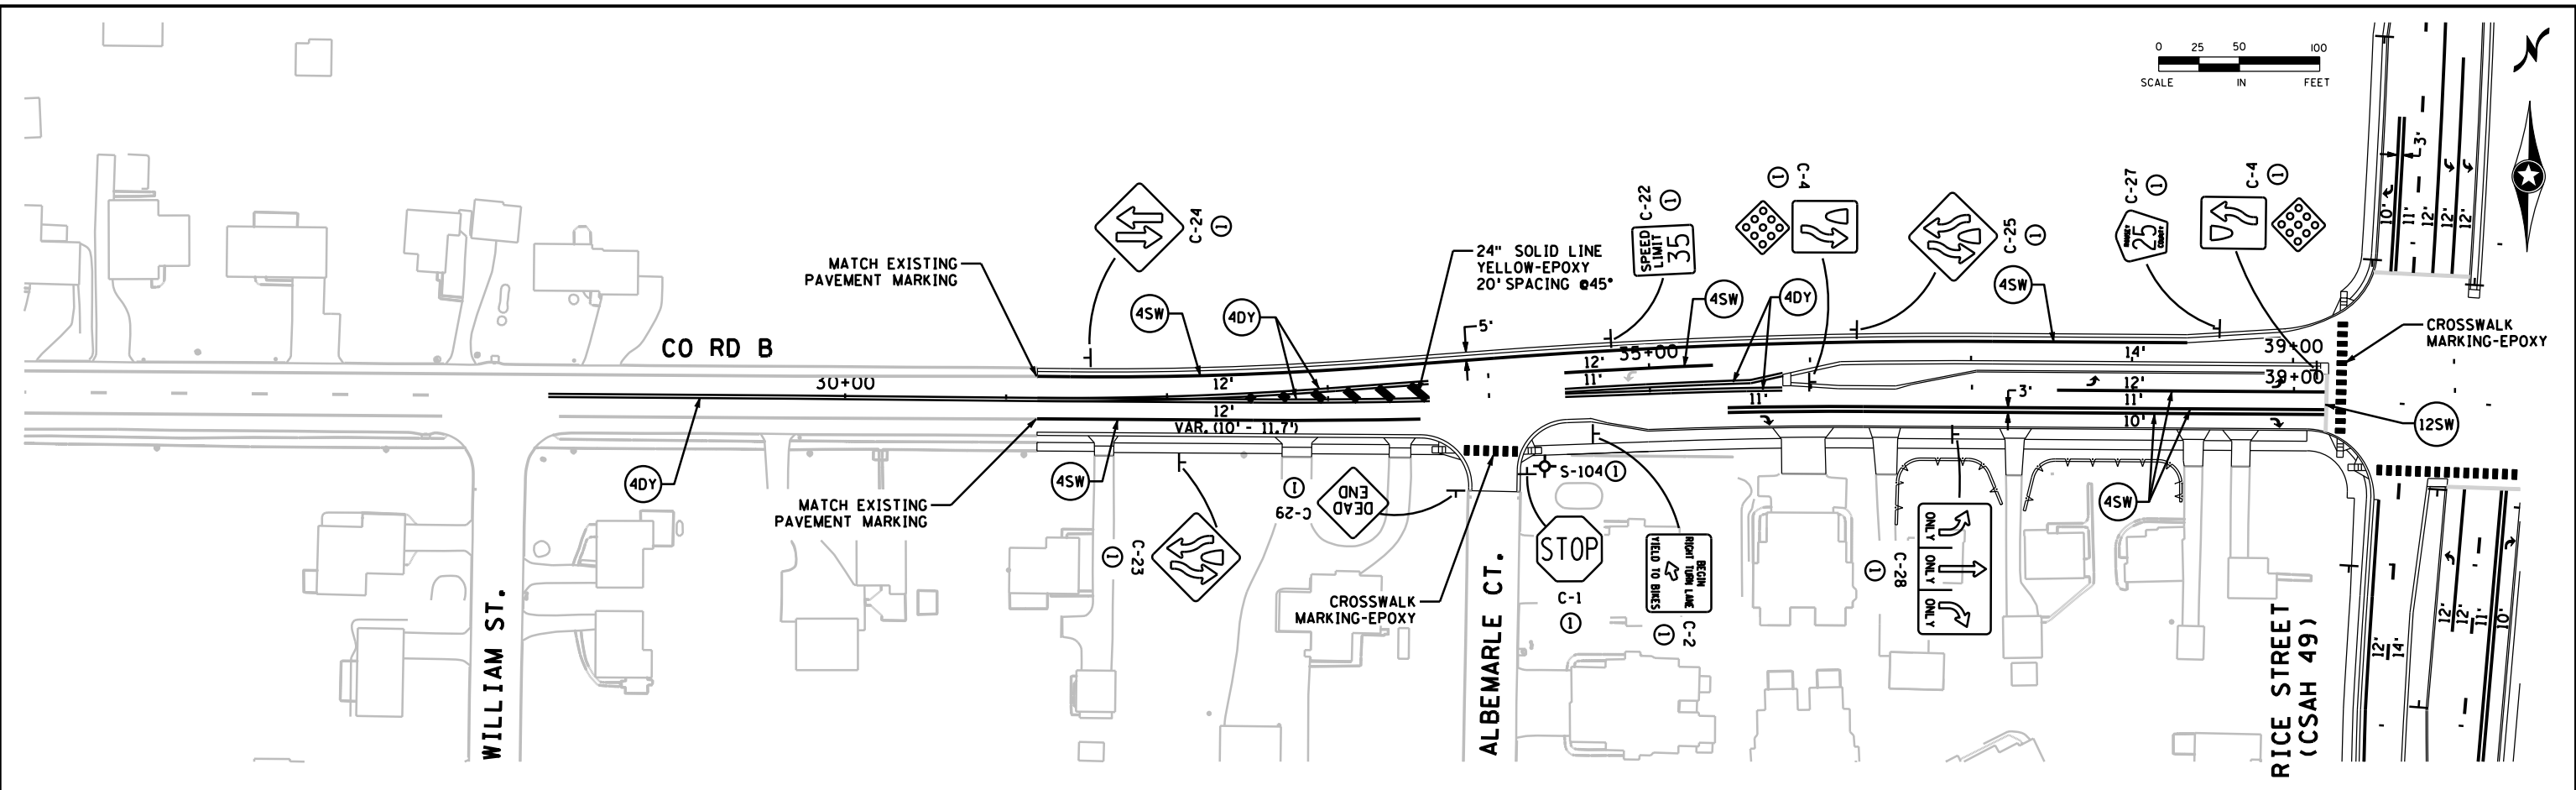 0 25 50 100
SCALE IN FEET
CO RD B
30+00
35+00
39+00
39+00
MATCH EXISTING
PAVEMENT MARKING
C-24
1
4SW
4DY
24" SOLID LINE
YELLOW-EPOXY
20' SPACING @45°
5'
SPEED
LIMIT
35
C-22
1
4SW
4DY
1
C-4
C-25
1
4SW
RAMSEY
25
COUNTY
C-27
1
C-4
1
CROSSWALK
MARKING-EPOXY
12'
12'
VAR. (10' - 11.7')
12'
11'
11'
14'
12'
11'
3'
10'
12SW
10'
11'
12'
12'
12'
3'
4DY
MATCH EXISTING
PAVEMENT MARKING
4SW
1
C-23
1
C-29
DEAD
END
CROSSWALK
MARKING-EPOXY
S-104 1
STOP
C-1
1
BEGIN
RIGHT TURN LANE
YIELD TO BIKES
C-2
1
C-28
1
ONLY
ONLY
ONLY
4SW
WILLIAM ST.
ALBEMARLE CT.
RICE STREET
(CSAH 49)
12'
14'
12'
12'
11'
10'